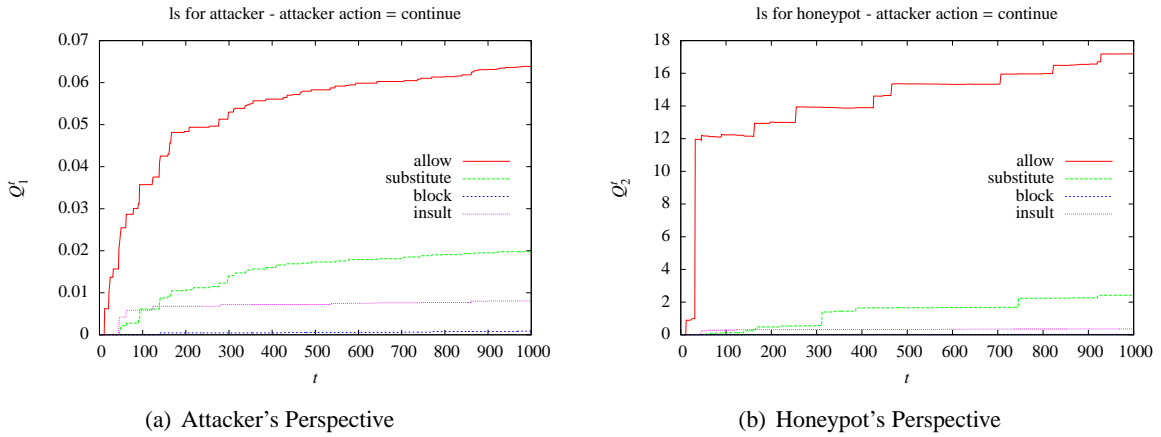 ls for attacker - attacker action = continue
0.07
0.06
0.05
0.04
0.03
0.02
0.01
0
Q₁ᵗ
allow
substitute
block
insult
0 100 200 300 400 500 600 700 800 900 1000
t
(a) Attacker's Perspective
ls for honeypot - attacker action = continue
18
16
14
12
10
8
6
4
2
0
Q₂ᵗ
allow
substitute
block
insult
0 100 200 300 400 500 600 700 800 900 1000
t
(b) Honeypot's Perspective